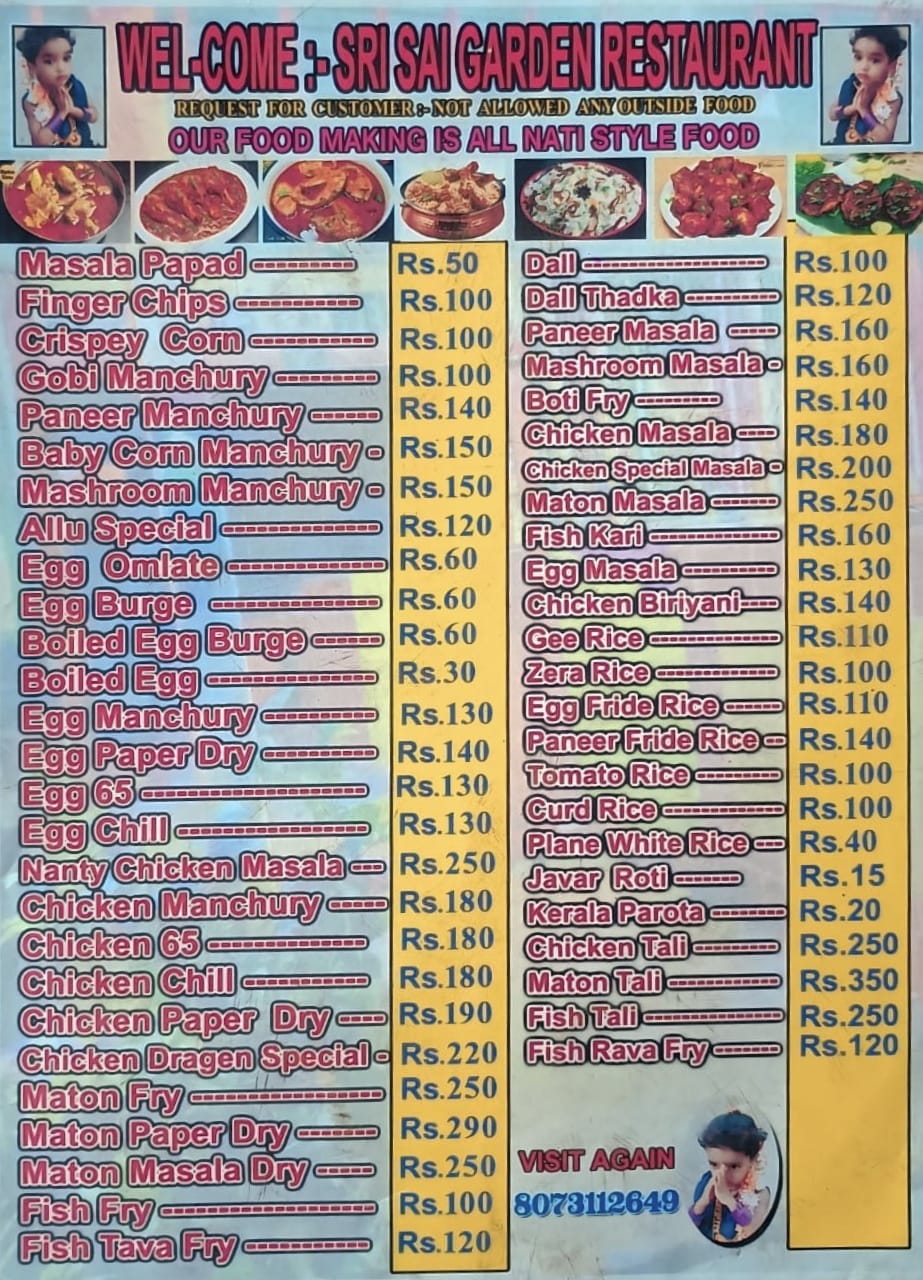 WEL-COME :- SRI SAI GARDEN RESTAURANT
REQUEST FOR CUSTOMER :- NOT ALLOWED ANY OUTSIDE FOOD
OUR FOOD MAKING IS ALL NATI STYLE FOOD
Masala Papad ---------- Rs.50
Finger Chips ------------ Rs.100
Crispey Corn ------------ Rs.100
Gobi Manchury ---------- Rs.100
Paneer Manchury ------ Rs.140
Baby Corn Manchury - Rs.150
Mashroom Manchury - Rs.150
Allu Special --------------- Rs.120
Egg Omlate --------------- Rs.60
Egg Burge ---------------- Rs.60
Boiled Egg Burge ------ Rs.60
Boiled Egg ---------------- Rs.30
Egg Manchury ----------- Rs.130
Egg Paper Dry ----------- Rs.140
Egg 65 ---------------------- Rs.130
Egg Chill ------------------- Rs.130
Nanty Chicken Masala --- Rs.250
Chicken Manchury ----- Rs.180
Chicken 65 --------------- Rs.180
Chicken Chill ------------ Rs.180
Chicken Paper Dry ---- Rs.190
Chicken Dragen Special - Rs.220
Maton Fry ------------------- Rs.250
Maton Paper Dry ------- Rs.290
Maton Masala Dry ----- Rs.250
Fish Fry -------------------- Rs.100
Fish Tava Fry ------------ Rs.120
Dall -------------------- Rs.100
Dall Thadka ---------- Rs.120
Paneer Masala ----- Rs.160
Mashroom Masala - Rs.160
Boti Fry --------- Rs.140
Chicken Masala ---- Rs.180
Chicken Special Masala - Rs.200
Maton Masala ------- Rs.250
Fish Kari -------------- Rs.160
Egg Masala ---------- Rs.130
Chicken Biriyani---- Rs.140
Gee Rice -------------- Rs.110
Zera Rice ------------- Rs.100
Egg Fride Rice ------ Rs.110
Paneer Fride Rice -- Rs.140
Tomato Rice --------- Rs.100
Curd Rice ------------- Rs.100
Plane White Rice --- Rs.40
Javar Roti ------- Rs.15
Kerala Parota -------- Rs.20
Chicken Tali --------- Rs.250
Maton Tali ------------ Rs.350
Fish Tali --------------- Rs.250
Fish Rava Fry ------- Rs.120
VISIT AGAIN
8073112649